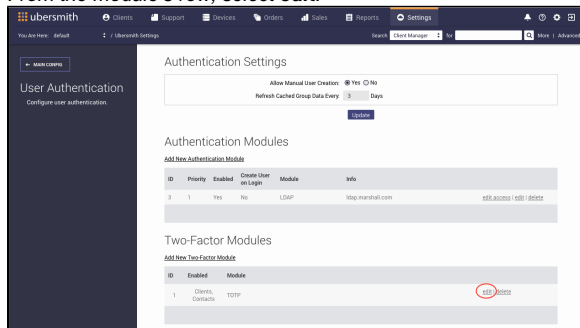 From the module's row, select edit.
ubersmith Clients Support Devices Orders Sales Reports Settings
You Are Here: default / Ubersmith Settings Search Client Manager for More | Advanced
← MAIN CONFIG
User Authentication
Configure user authentication.
Authentication Settings
Allow Manual User Creation: Yes No
Refresh Cached Group Data Every: 3 Days
Update
Authentication Modules
Add New Authentication Module
ID Priority Enabled Create User on Login Module Info
3 1 Yes No LDAP ldap.marshall.com edit access | edit | delete
Two-Factor Modules
Add New Two-Factor Module
ID Enabled Module
1 Clients, Contacts TOTP edit | delete